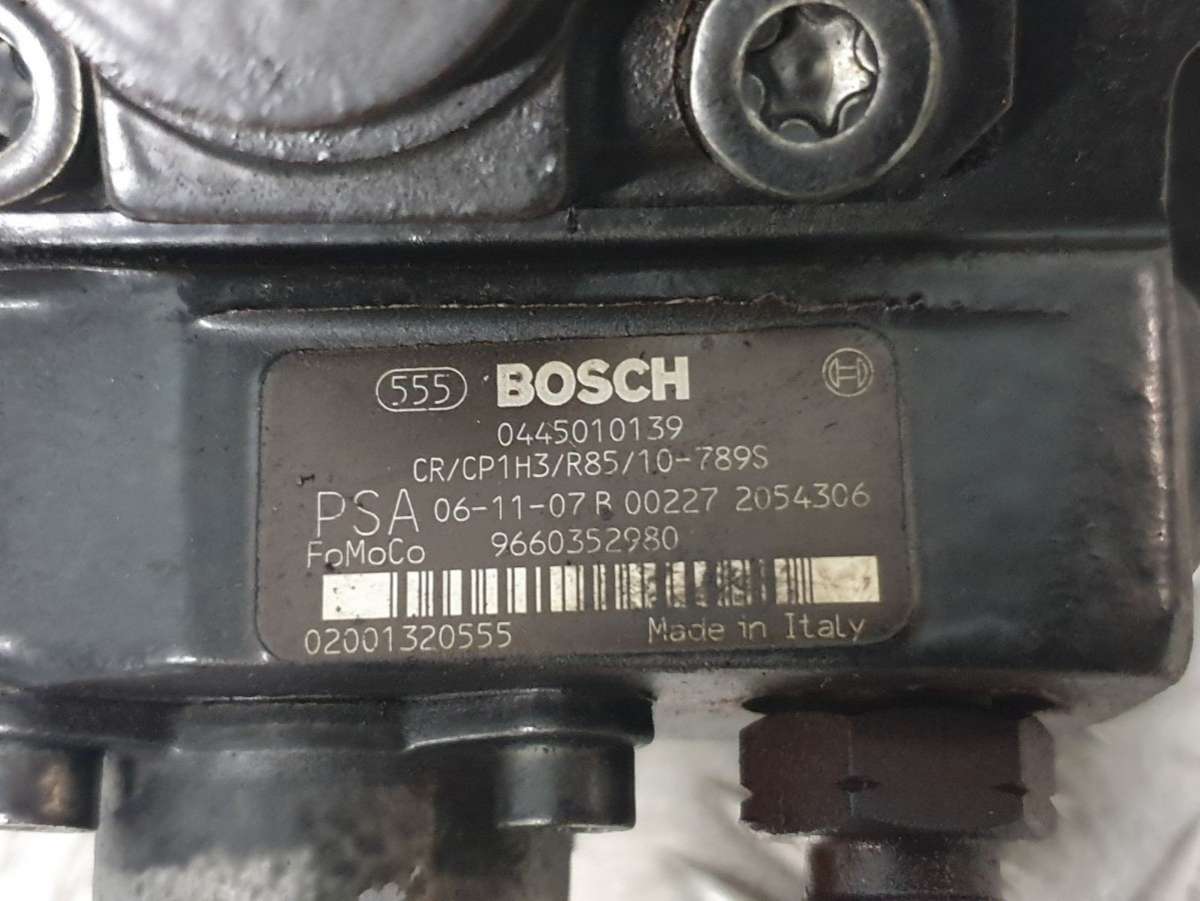 555 BOSCH
0445010139
CR/CP1H3/R85/10-789S
PSA 06-11-07 B 00227 2054306
FoMoCo 9660352980
02001320555 Made in Italy